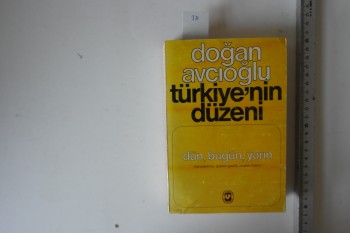 doğan
avcıoğlu
türkiye'nin
düzeni
dün, bugün, yarın